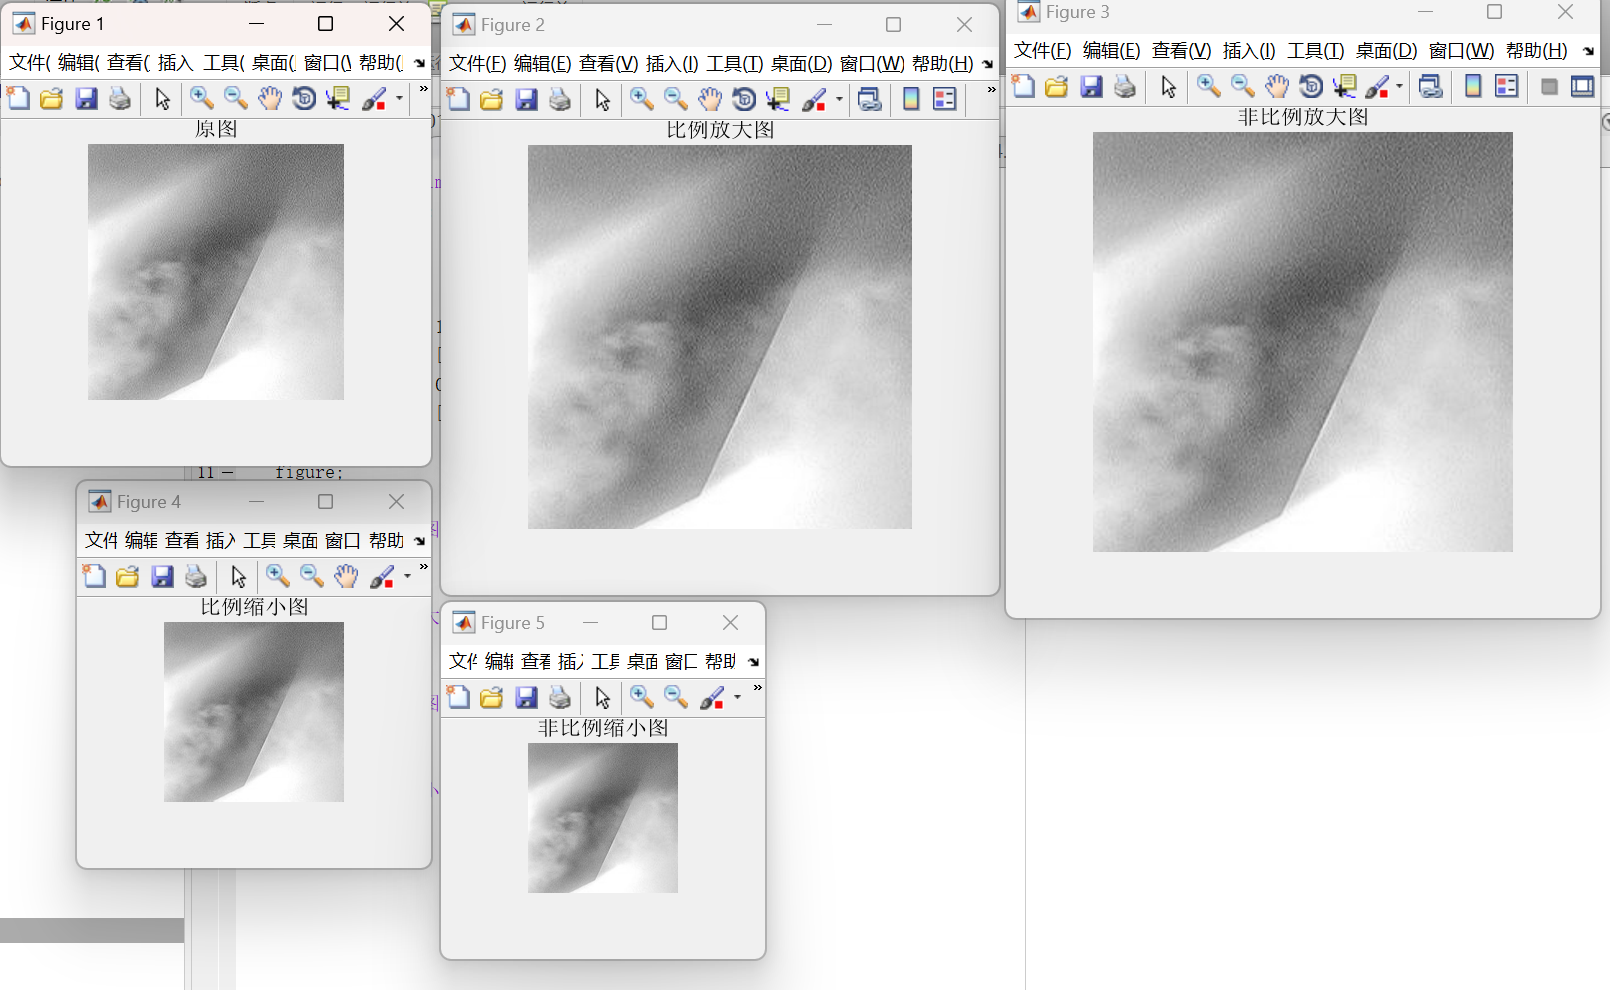 Figure 1
文件( 编辑( 查看( 插入 工具( 桌面( 窗口( 帮助(
原图
Figure 2
文件(F) 编辑(E) 查看(V) 插入(I) 工具(T) 桌面(D) 窗口(W) 帮助(H)
比例放大图
Figure 3
文件(F) 编辑(E) 查看(V) 插入(I) 工具(T) 桌面(D) 窗口(W) 帮助(H)
非比例放大图
11 — figure;
Figure 4
文件 编辑 查看 插入 工具 桌面 窗口 帮助
比例缩小图
Figure 5
文件 编辑 查看 插入 工具 桌面 窗口 帮助
非比例缩小图